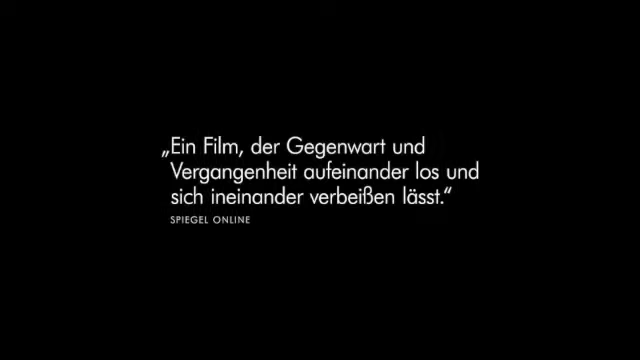 „Ein Film, der Gegenwart und
Vergangenheit aufeinander los und
sich ineinander verbeißen lässt.“
SPIEGEL ONLINE